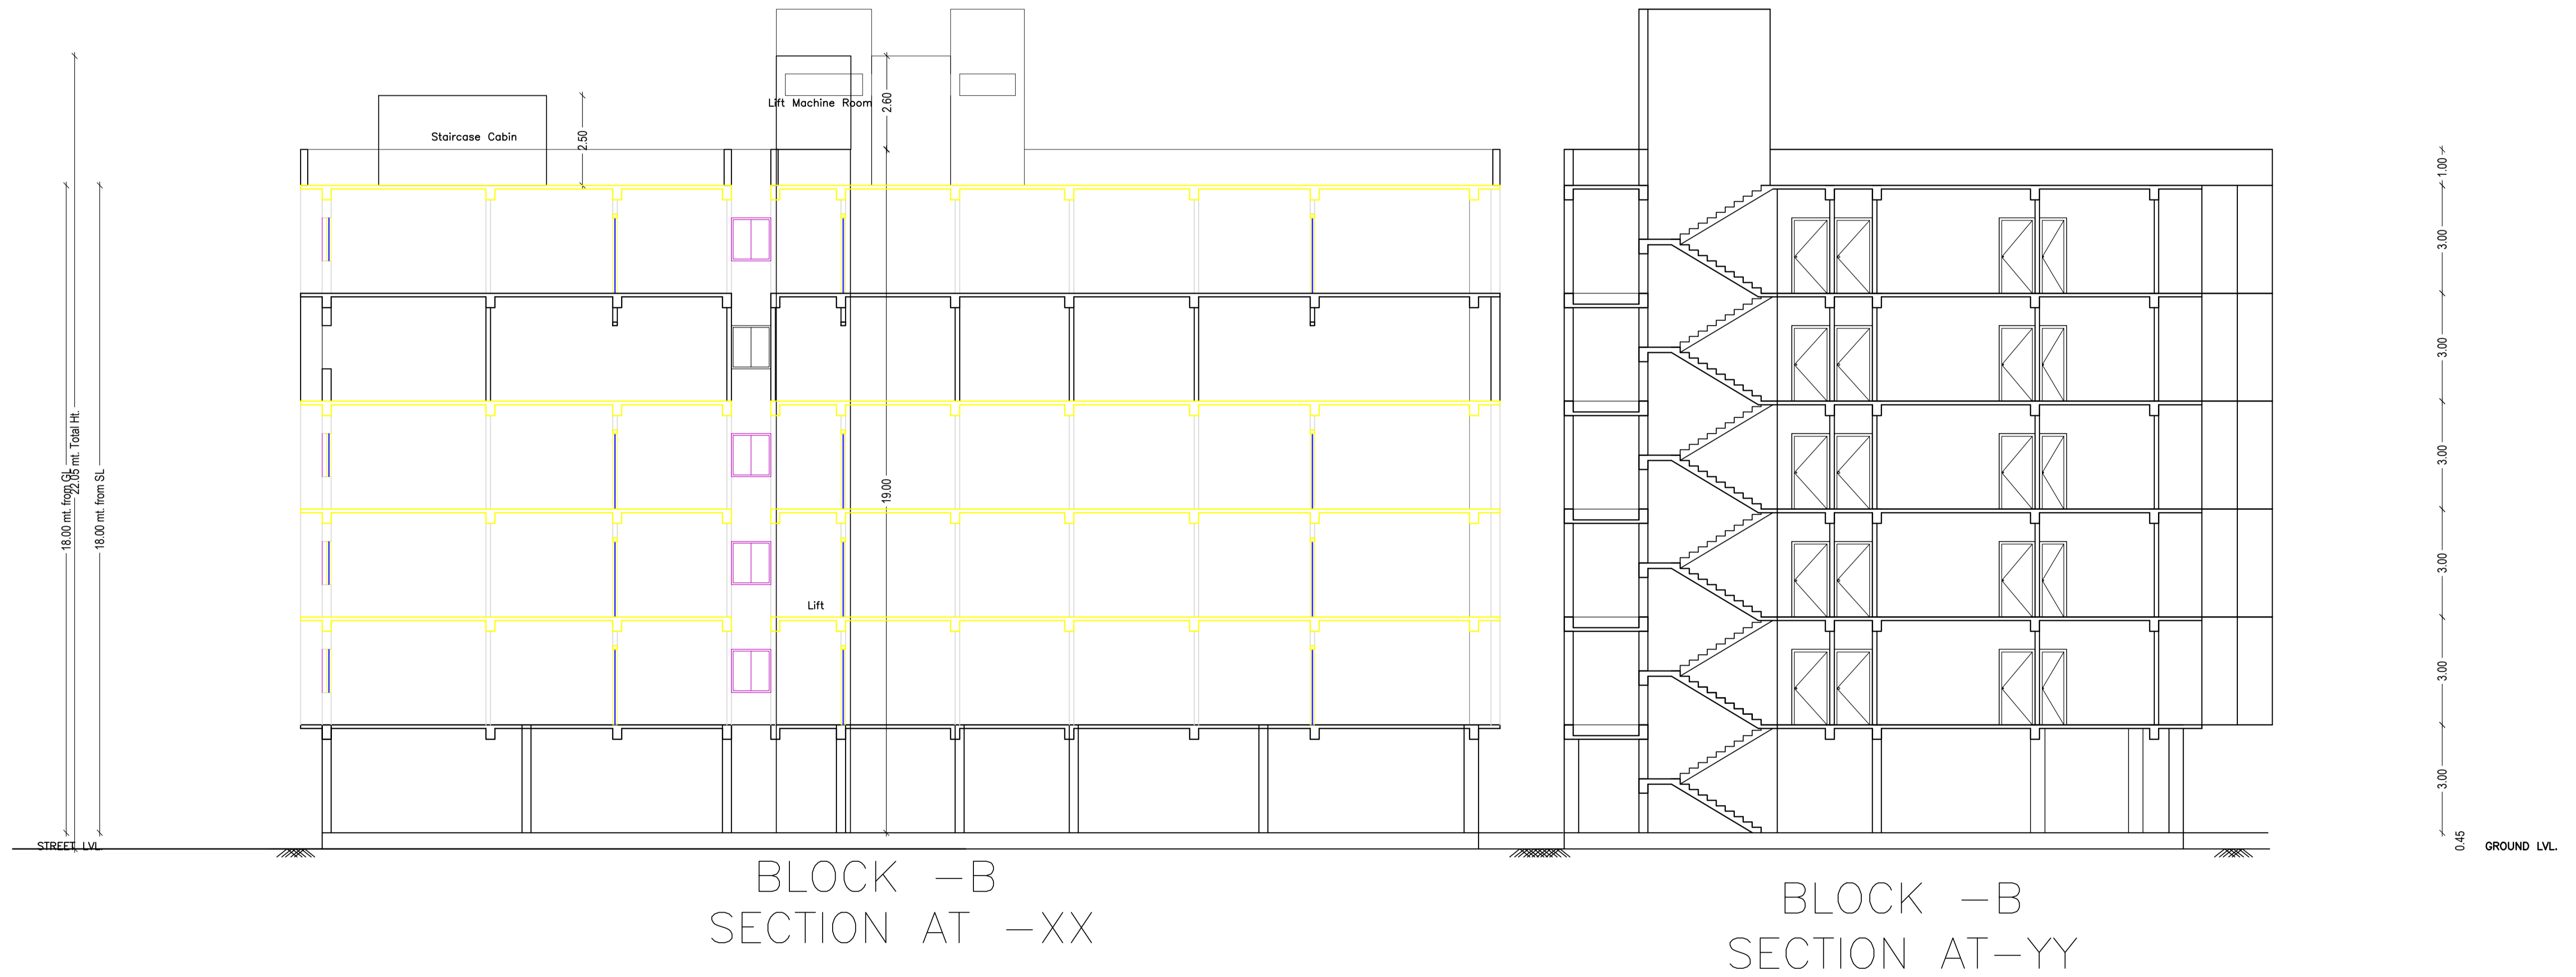 Lift Machine Room
2.60
Staircase Cabin
2.50
18.00 mt. from GL
22.05 mt. Total Ht.
18.00 mt. from SL
19.00
Lift
STREET LVL.
BLOCK -B
SECTION AT -XX
1.00
3.00
3.00
3.00
3.00
3.00
3.00
0.45
GROUND LVL.
BLOCK -B
SECTION AT-YY